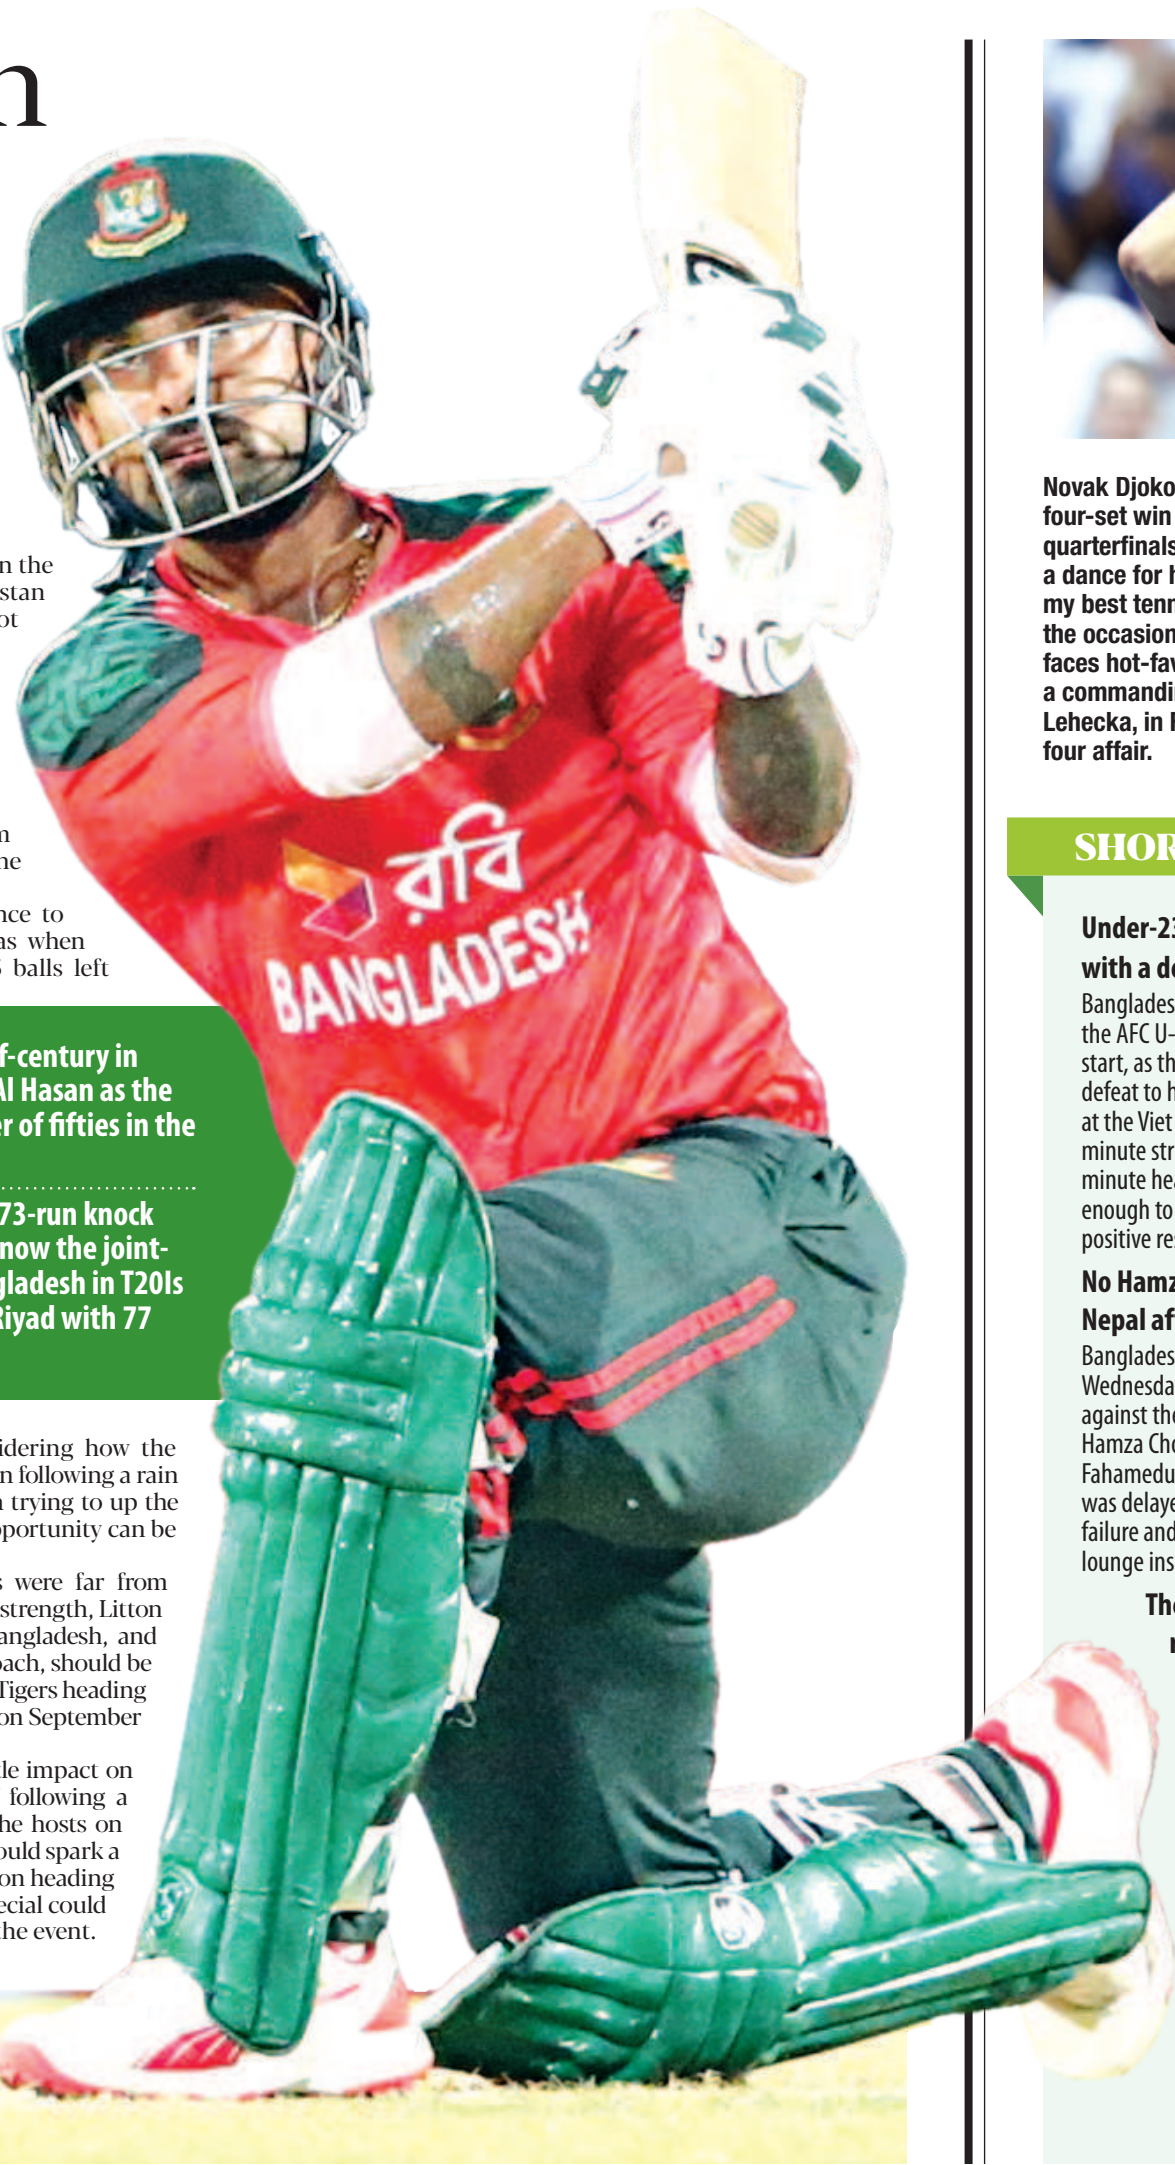 n
n the
stan
ot
n
he
nce to
as when
balls left
f-century in
Al Hasan as the
er of fifties in the
73-run knock
now the joint-
gladesh in T20Is
Riyad with 77
idering how the
n following a rain
n trying to up the
pportunity can be
s were far from
strength, Litton
angladesh, and
oach, should be
Tigers heading
on September
tle impact on
following a
he hosts on
ould spark a
on heading
ecial could
the event.
রবি
BANGLADESH
Novak Djoko
four-set win
quarterfinals
a dance for h
my best tenn
the occasion
faces hot-fav
a commandi
Lehecka, in
four affair.
SHOR
Under-23
with a de
Banglades
the AFC U-
start, as th
defeat to h
at the Viet
minute str
minute hea
enough to
positive res
No Hamz
Nepal af
Banglades
Wednesda
against the
Hamza Cho
Fahamedu
was delaye
failure and
lounge ins
The